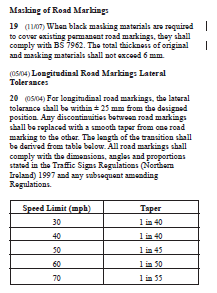 Masking of Road Markings
19 (11/07) When black masking materials are required
to cover existing permanent road markings, they shall
comply with BS 7962. The total thickness of original
and masking materials shall not exceed 6 mm.
(05/04) Longitudinal Road Markings Lateral
Tolerances
20 (05/04) For longitudinal road markings, the lateral
tolerance shall be within ± 25 mm from the designed
position. Any discontinuities between road markings
shall be replaced with a smooth taper from one road
marking to the other. The length of the transition shall
be derived from table below. All road markings shall
comply with the dimensions, angles and proportions
stated in the Traffic Signs Regulations (Northern
Ireland) 1997 and any subsequent amending
Regulations.
Speed Limit (mph) Taper
30 1 in 40
40 1 in 40
50 1 in 45
60 1 in 50
70 1 in 55